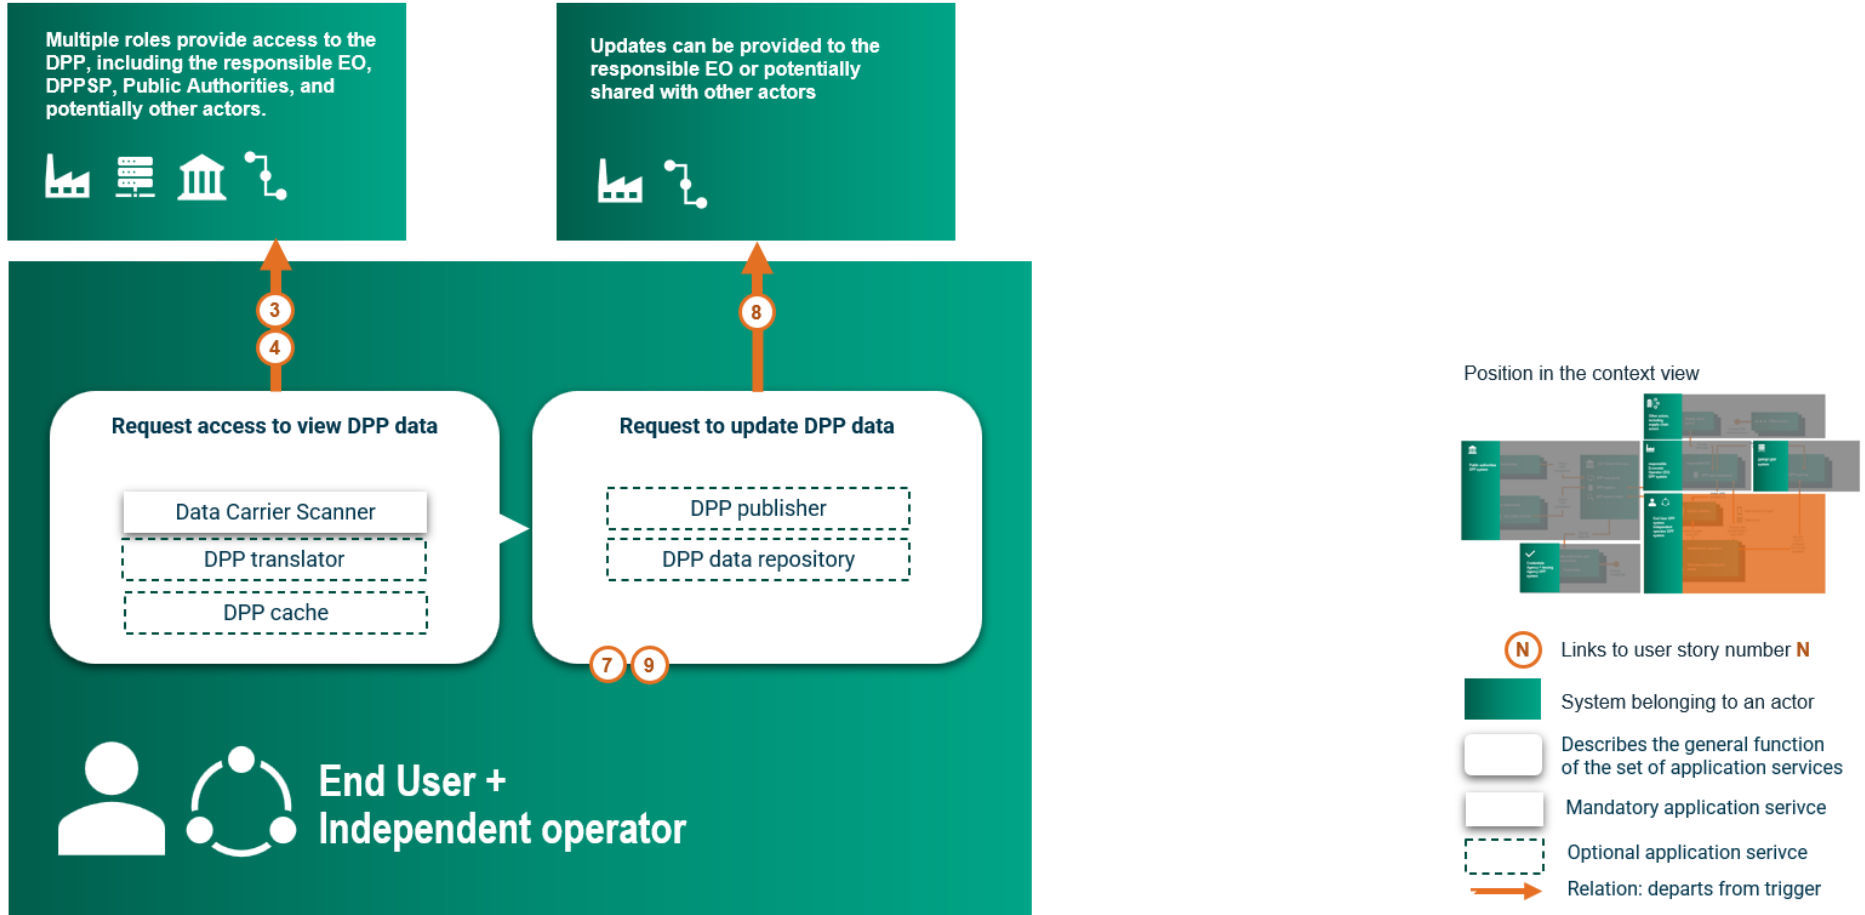 Multiple roles provide access to the
DPP, including the responsible EO,
DPPSP, Public Authorities, and
potentially other actors.
Updates can be provided to the
responsible EO or potentially
shared with other actors
3
4
8
Request access to view DPP data
Data Carrier Scanner
DPP translator
DPP cache
Request to update DPP data
DPP publisher
DPP data repository
7
9
End User +
Independent operator
Position in the context view
N
Links to user story number N
System belonging to an actor
Describes the general function
of the set of application services
Mandatory application serivce
Optional application serivce
Relation: departs from trigger